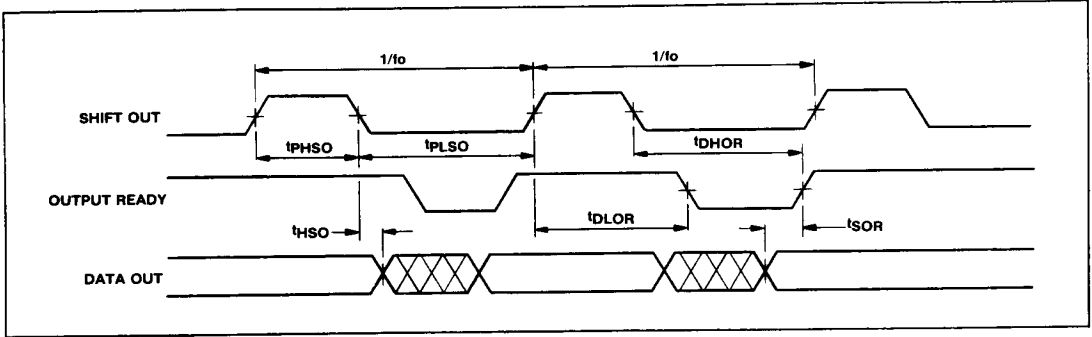 1/fo 1/fo
SHIFT OUT
tPHSO tPLSO tDHOR
OUTPUT READY
tHSO tDLOR tSOR
DATA OUT